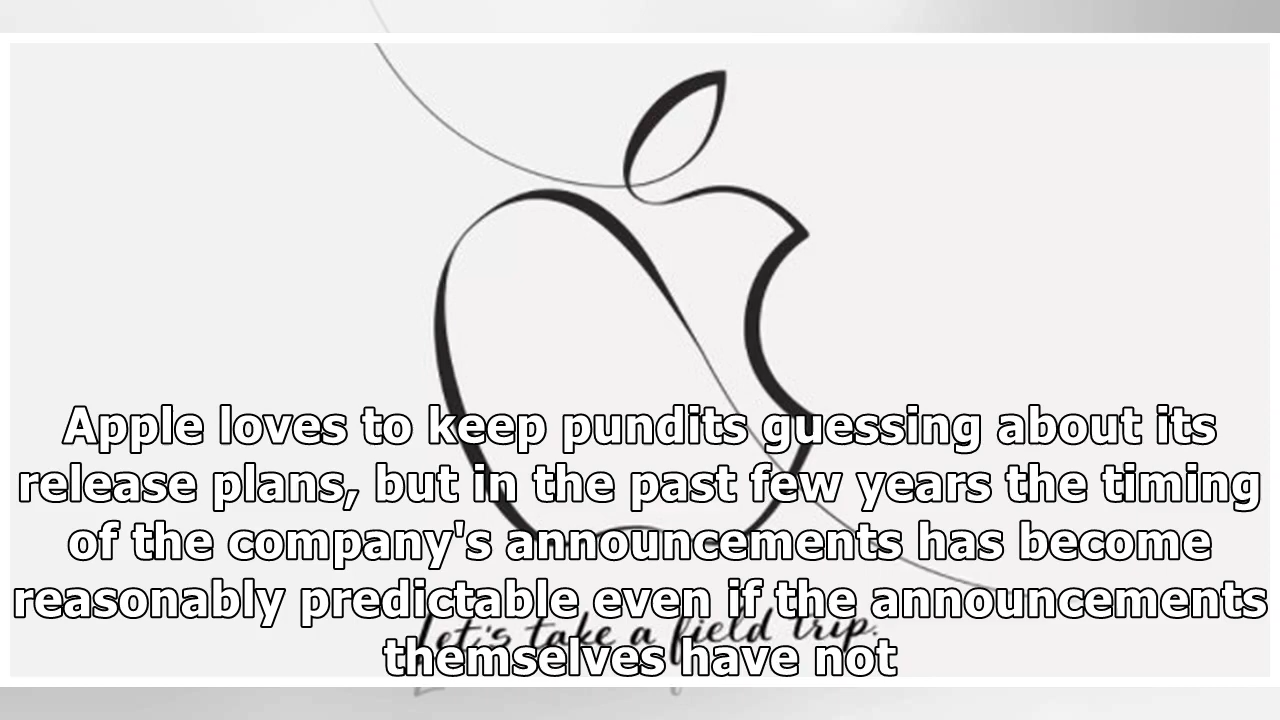 Apple loves to keep pundits guessing about its
release plans, but in the past few years the timing
of the company's announcements has become
reasonably predictable even if the announcements
Let's take a field trip.
themselves have not